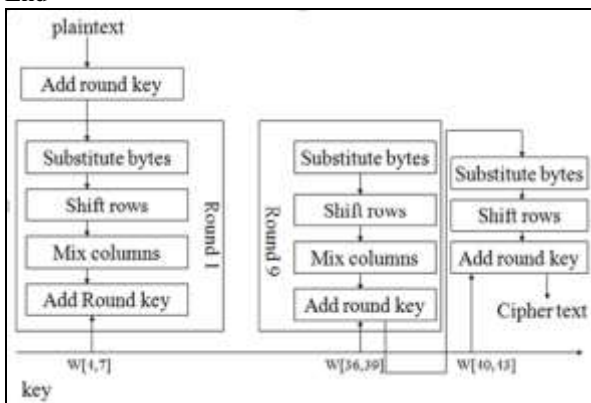 End
plaintext
Add round key
Substitute bytes
Shift rows
Mix columns
Add Round key
Round 1
Round 9
Substitute bytes
Shift rows
Mix columns
Add round key
Substitute bytes
Shift rows
Add round key
Cipher text
W[4,7]
W[36,39]
W[40,43]
key